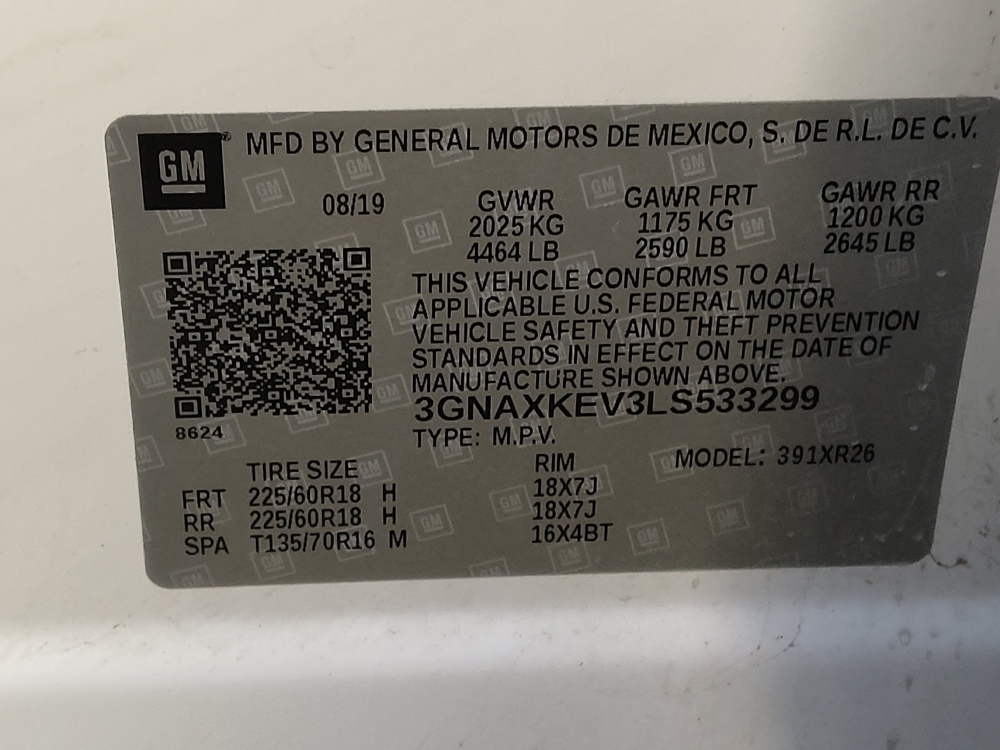 GM® MFD BY GENERAL MOTORS DE MEXICO, S. DE R.L. DE C.V.
08/19 GVWR GAWR FRT GAWR RR
2025 KG 1175 KG 1200 KG
4464 LB 2590 LB 2645 LB
THIS VEHICLE CONFORMS TO ALL
APPLICABLE U.S. FEDERAL MOTOR
VEHICLE SAFETY AND THEFT PREVENTION
STANDARDS IN EFFECT ON THE DATE OF
MANUFACTURE SHOWN ABOVE.
3GNAXKEV3LS533299
8624
TYPE: M.P.V.
MODEL: 391XR26
TIRE SIZE RIM
FRT 225/60R18 H 18X7J
RR 225/60R18 H 18X7J
SPA T135/70R16 M 16X4BT